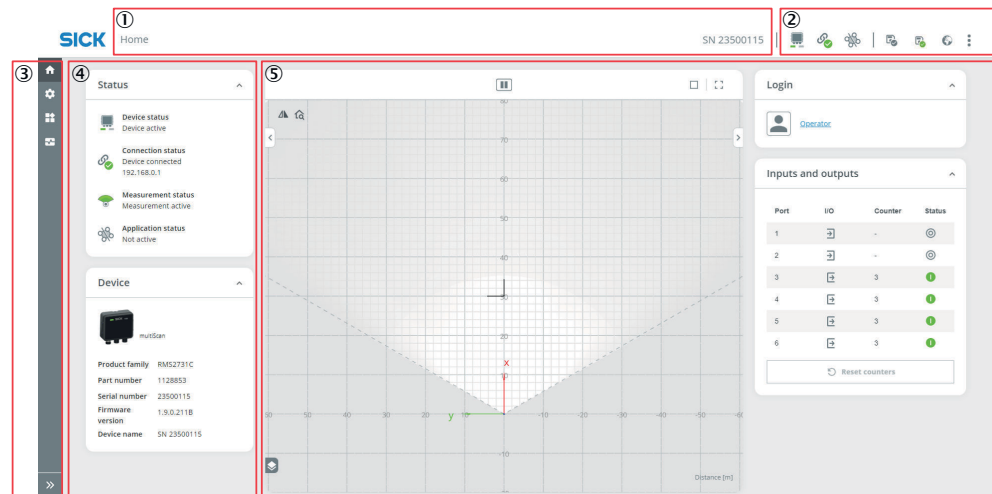 ①
②
SICK
Home
SN 23500115
③
④
⑤
Status
Device status
Device active
Connection status
Device connected
192.168.0.1
Measurement status
Measurement active
Application status
Not active
Device
multiScan
Product family RMS2731C
Part number 1128853
Serial number 23500115
Firmware version 1.9.0.211B
Device name SN 23500115
80
70
60
50
40
30
20
x
10
60 50 40 30 20 10 y 0 -10 -20 -30 -40 -50 -60
-10
Distance [m]
Login
Operator
Inputs and outputs
Port I/O Counter Status
1 -
2 -
3 3
4 3
5 3
6 3
Reset counters